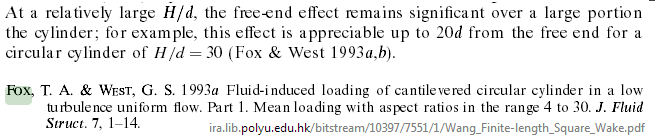 At a relatively large H/d, the free-end effect remains significant over a large portion
the cylinder; for example, this effect is appreciable up to 20d from the free end for a
circular cylinder of H/d = 30 (Fox & West 1993a,b).
Fox, T. A. & West, G. S. 1993a Fluid-induced loading of cantilevered circular cylinder in a low
turbulence uniform flow. Part 1. Mean loading with aspect ratios in the range 4 to 30. J. Fluid
Struct. 7, 1–14.
ira.lib.polyu.edu.hk/bitstream/10397/7551/1/Wang_Finite-length_Square_Wake.pdf